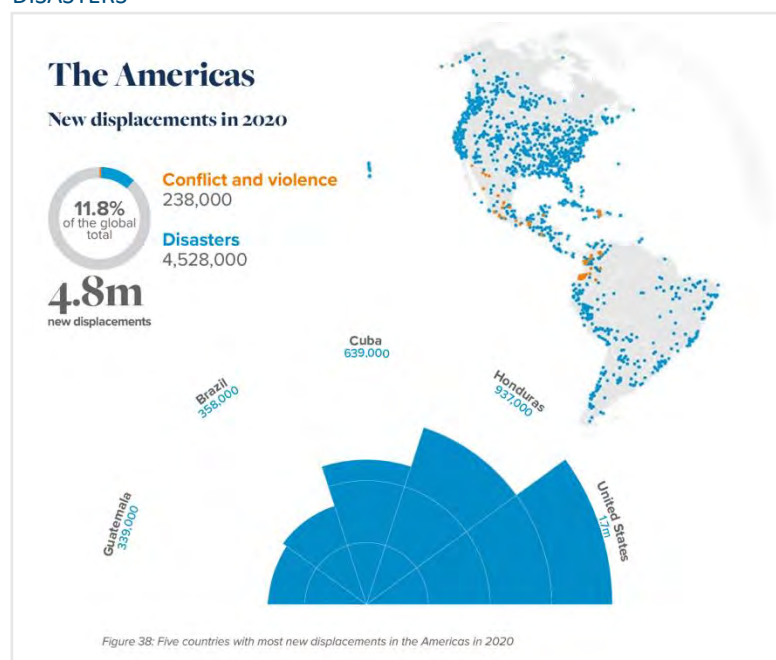 DISASTERS
The Americas
New displacements in 2020
11.8%
of the global
total
Conflict and violence
238,000
Disasters
4,528,000
4.8m
new displacements
Guatemala
339,000
Brazil
358,000
Cuba
639,000
Honduras
937,000
United States
1.7m
Figure 38: Five countries with most new displacements in the Americas in 2020